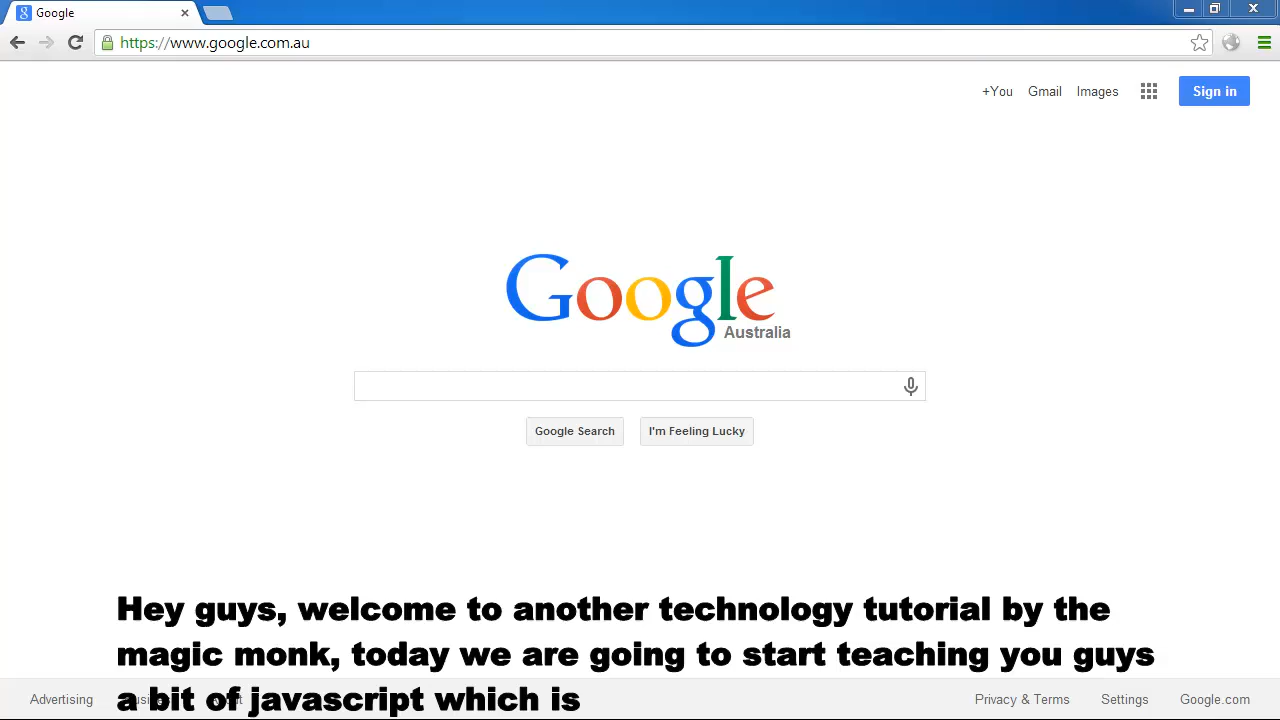 Google
https://www.google.com.au
+You Gmail Images Sign in
Google
Australia
Google Search I'm Feeling Lucky
Hey guys, welcome to another technology tutorial by the
magic monk, today we are going to start teaching you guys
a bit of javascript which is
Advertising Privacy & Terms Settings Google.com